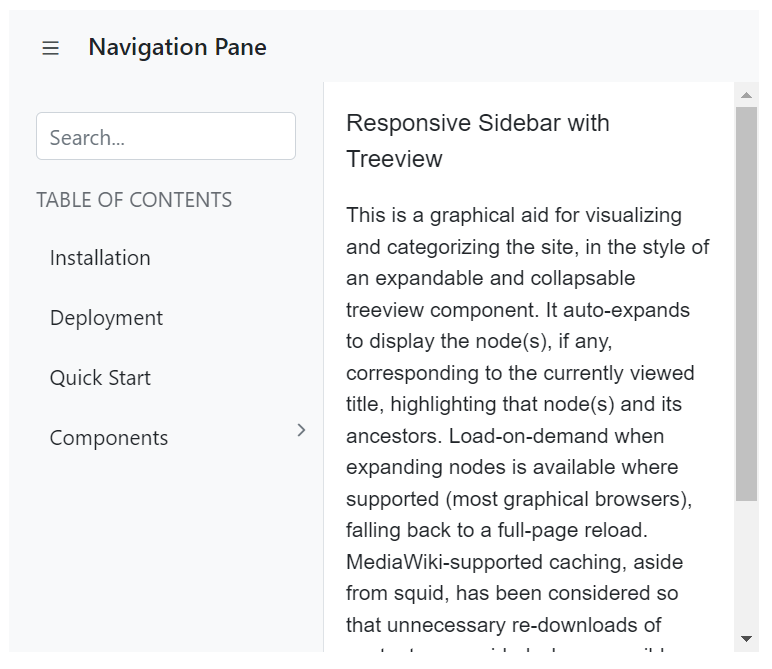 Navigation Pane
Search...
TABLE OF CONTENTS
Installation
Deployment
Quick Start
Components
Responsive Sidebar with
Treeview
This is a graphical aid for visualizing
and categorizing the site, in the style of
an expandable and collapsable
treeview component. It auto-expands
to display the node(s), if any,
corresponding to the currently viewed
title, highlighting that node(s) and its
ancestors. Load-on-demand when
expanding nodes is available where
supported (most graphical browsers),
falling back to a full-page reload.
MediaWiki-supported caching, aside
from squid, has been considered so
that unnecessary re-downloads of